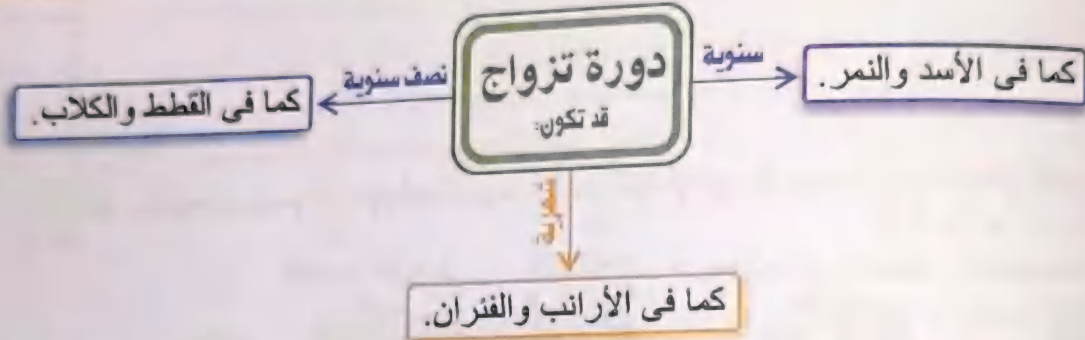 دورة تزواج
قد تكون:
سنوية
كما فى الأسد والنمر.
نصف سنوية
كما فى القطط والكلاب.
شهرية
كما فى الأرانب والفئران.